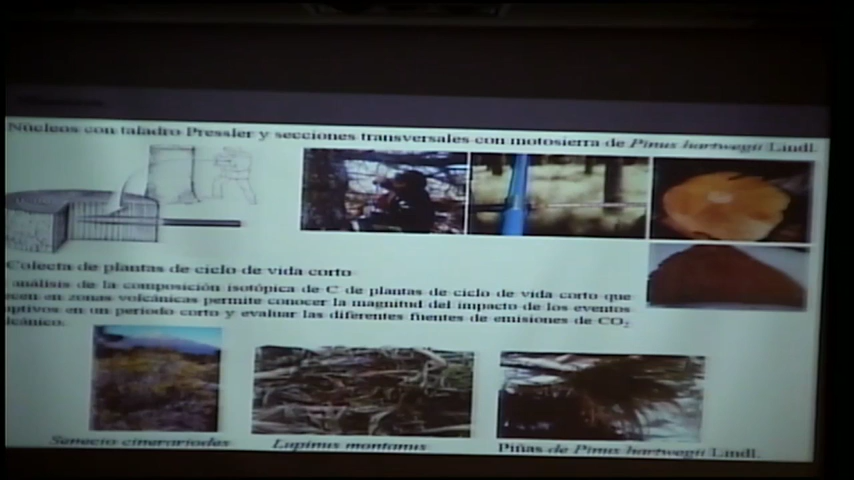 Núcleos con taladro Pressler y secciones transversales con motosierra de Pinus hartwegii Lindl.
Colecta de plantas de ciclo de vida corto
análisis de la composición isotópica de C de plantas de ciclo de vida corto que
cen en zonas volcánicas permite conocer la magnitud del impacto de los eventos
ptivos en un periodo corto y evaluar las diferentes fuentes de emisiones de CO₂
lcánico.
Senecio cinerarioides
Lupinus montanus
Piñas de Pinus hartwegii Lindl.